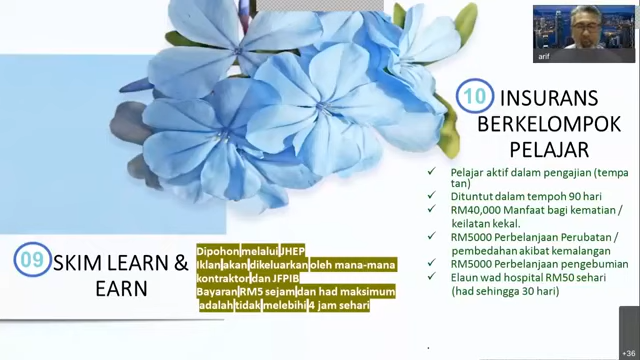 arif
10 INSURANS
BERKELOMPOK
PELAJAR
✓ Pelajar aktif dalam pengajian (tempa
tan)
✓ Dituntut dalam tempoh 90 hari
✓ RM40,000 Manfaat bagi kematian /
keilatan kekal.
✓ RM5000 Perbelanjaan Perubatan /
pembedahan akibat kemalangan
✓ RM5000 Perbelanjaan pengebumian
✓ Elaun wad hospital RM50 sehari
(had sehingga 30 hari)
09 SKIM LEARN &
EARN
Dipohon melalui JHEP
Iklan akan dikeluarkan oleh mana-mana
kontraktor dan JFPIB
Bayaran RM5 sejam dan had maksimum
adalah tidak melebihi 4 jam sehari
+36